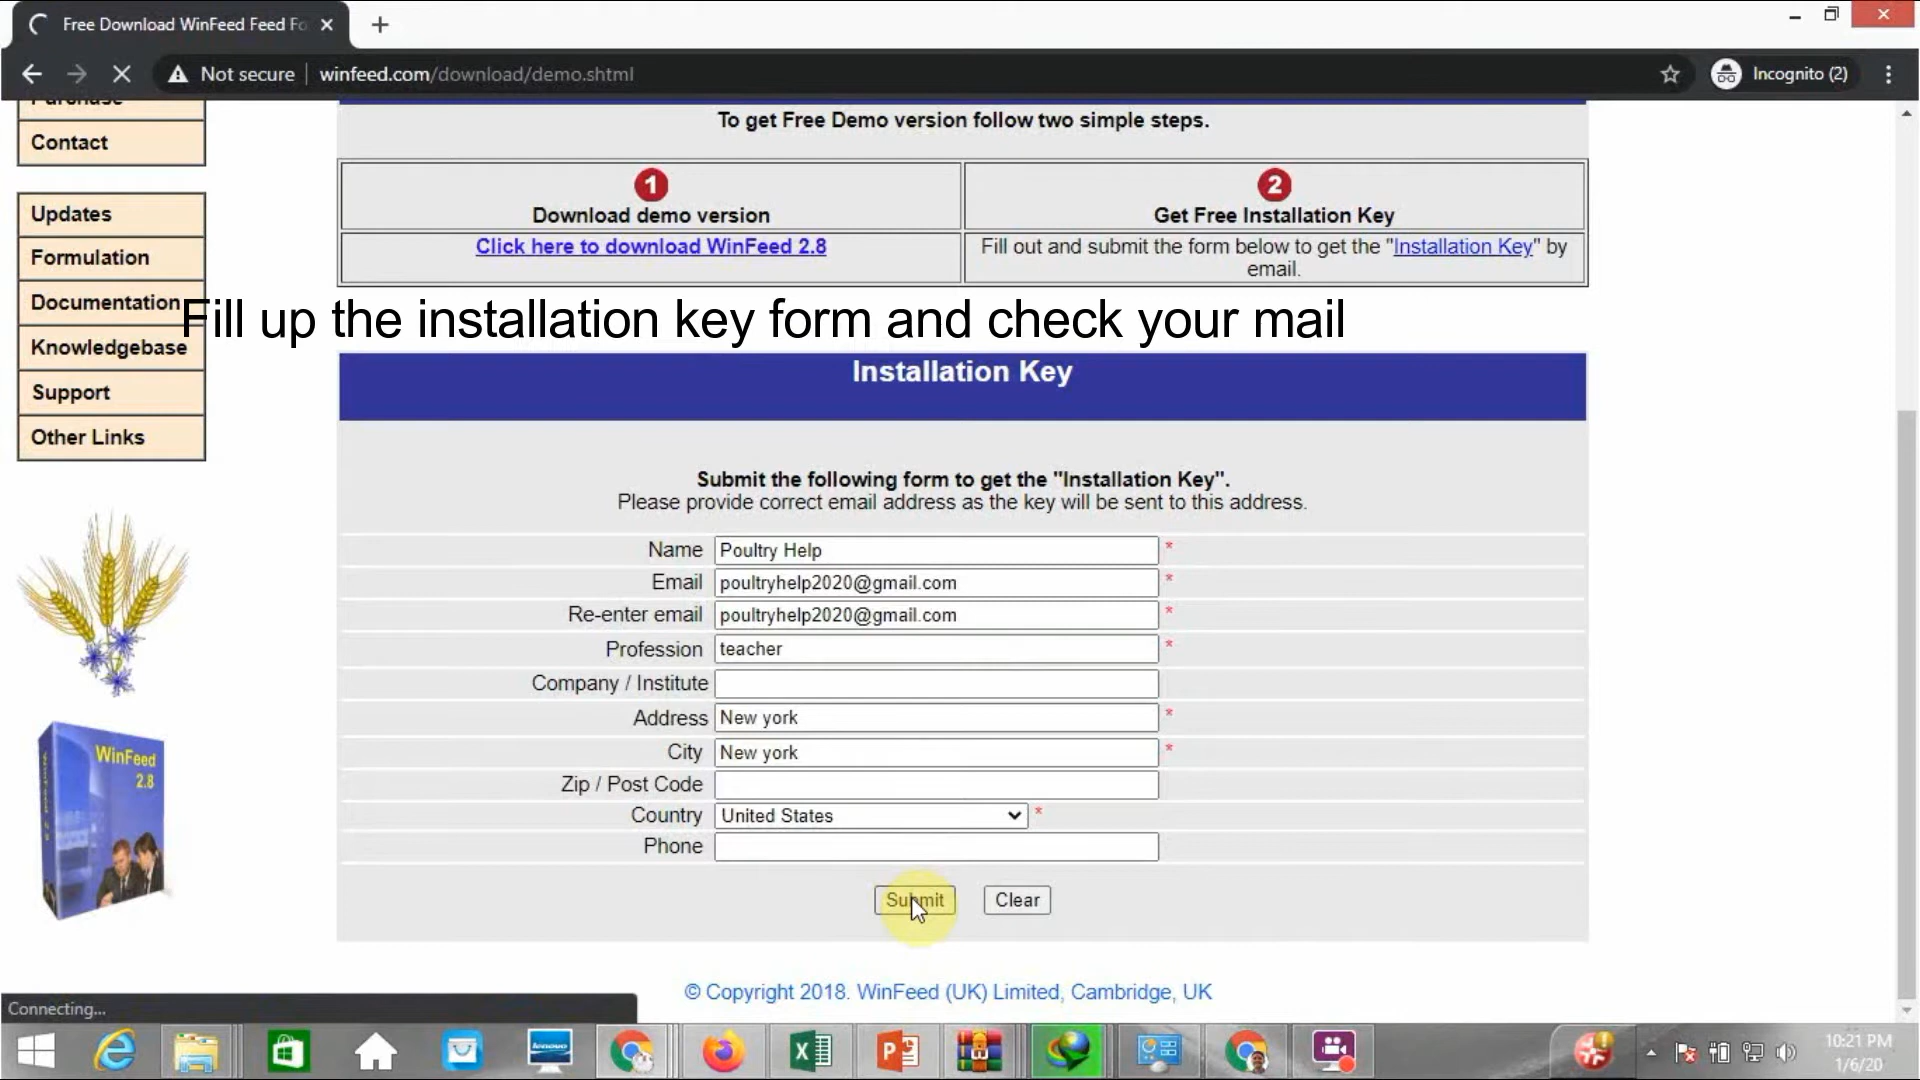 Free Download WinFeed Feed Fo
Not secure
winfeed.com/download/demo.shtml
Incognito (2)
Purchase
Contact
Updates
Formulation
Documentation
Knowledgebase
Support
Other Links
WinFeed
2.8
To get Free Demo version follow two simple steps.
1
Download demo version
2
Get Free Installation Key
Click here to download WinFeed 2.8
Fill out and submit the form below to get the "Installation Key" by
email.
Fill up the installation key form and check your mail
Installation Key
Submit the following form to get the "Installation Key".
Please provide correct email address as the key will be sent to this address.
Name Poultry Help *
Email poultryhelp2020@gmail.com *
Re-enter email poultryhelp2020@gmail.com *
Profession teacher *
Company / Institute
Address New york *
City New york *
Zip / Post Code
Country United States *
Phone
Submit Clear
© Copyright 2018. WinFeed (UK) Limited, Cambridge, UK
Connecting...
lenovo
10:21 PM
1/6/20